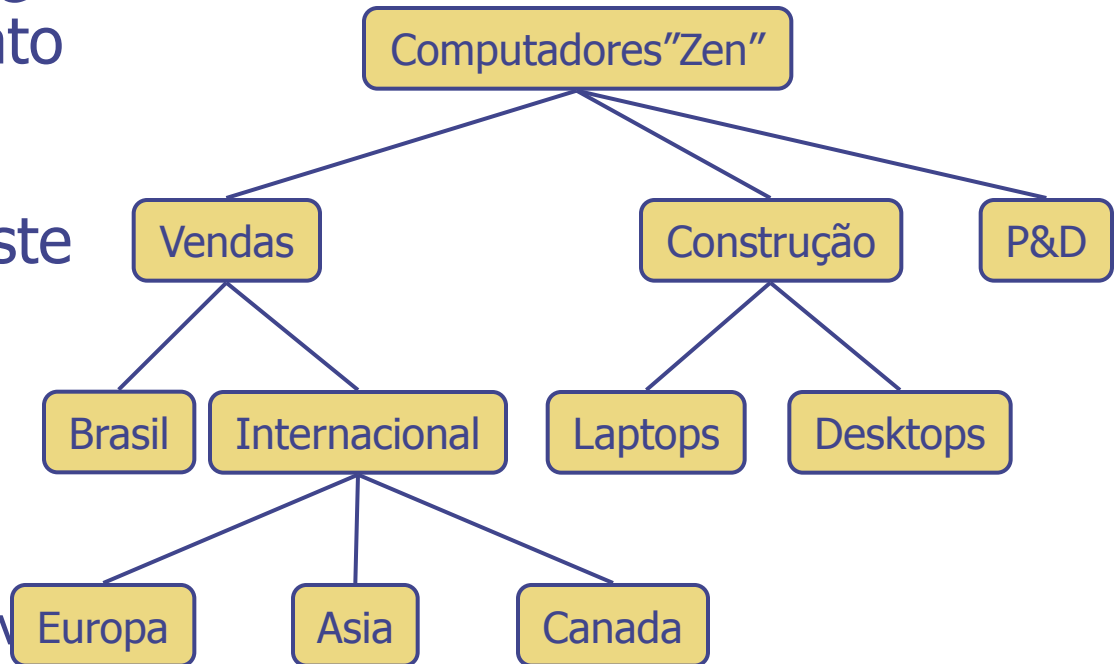 Computadores”Zen”
Vendas
Construção
P&D
Brasil
Internacional
Laptops
Desktops
Europa
Asia
Canada